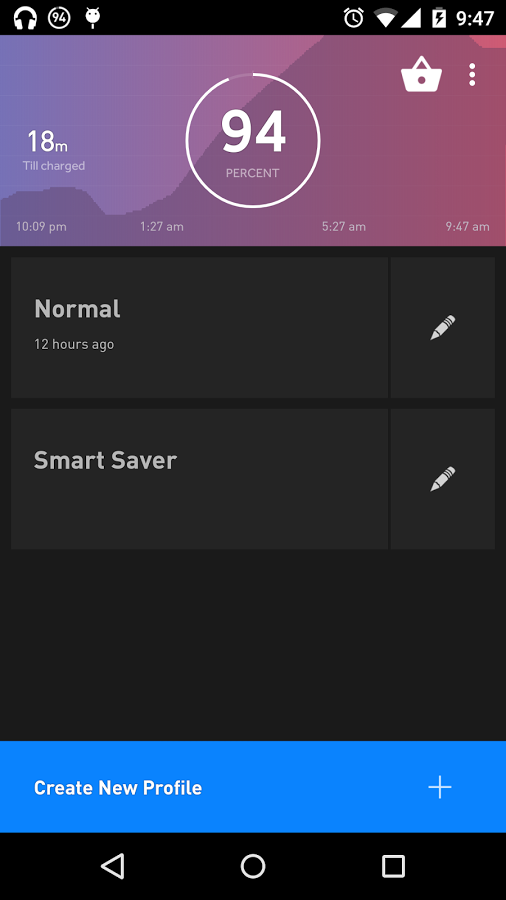 94
9:47
94
PERCENT
18m
Till charged
10:09 pm
1:27 am
5:27 am
9:47 am
Normal
12 hours ago
Smart Saver
Create New Profile